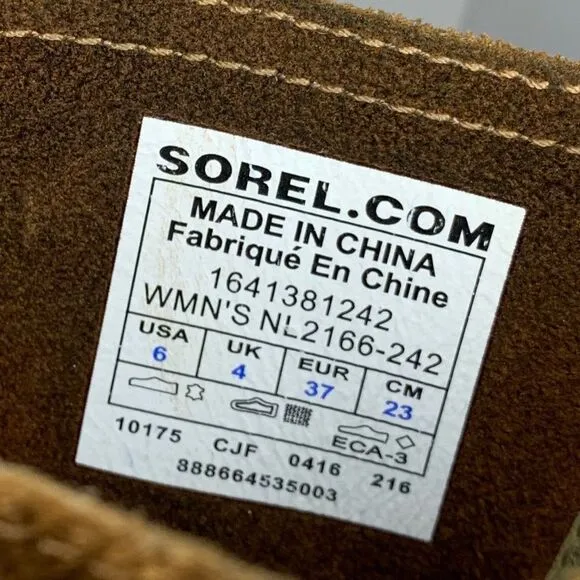 SOREL.COM
MADE IN CHINA
Fabriqué En Chine
1641381242
WMN'S NL2166-242
USA UK EUR CM
6 4 37 23
ECA-3
10175 CJF 0416 216
888664535003